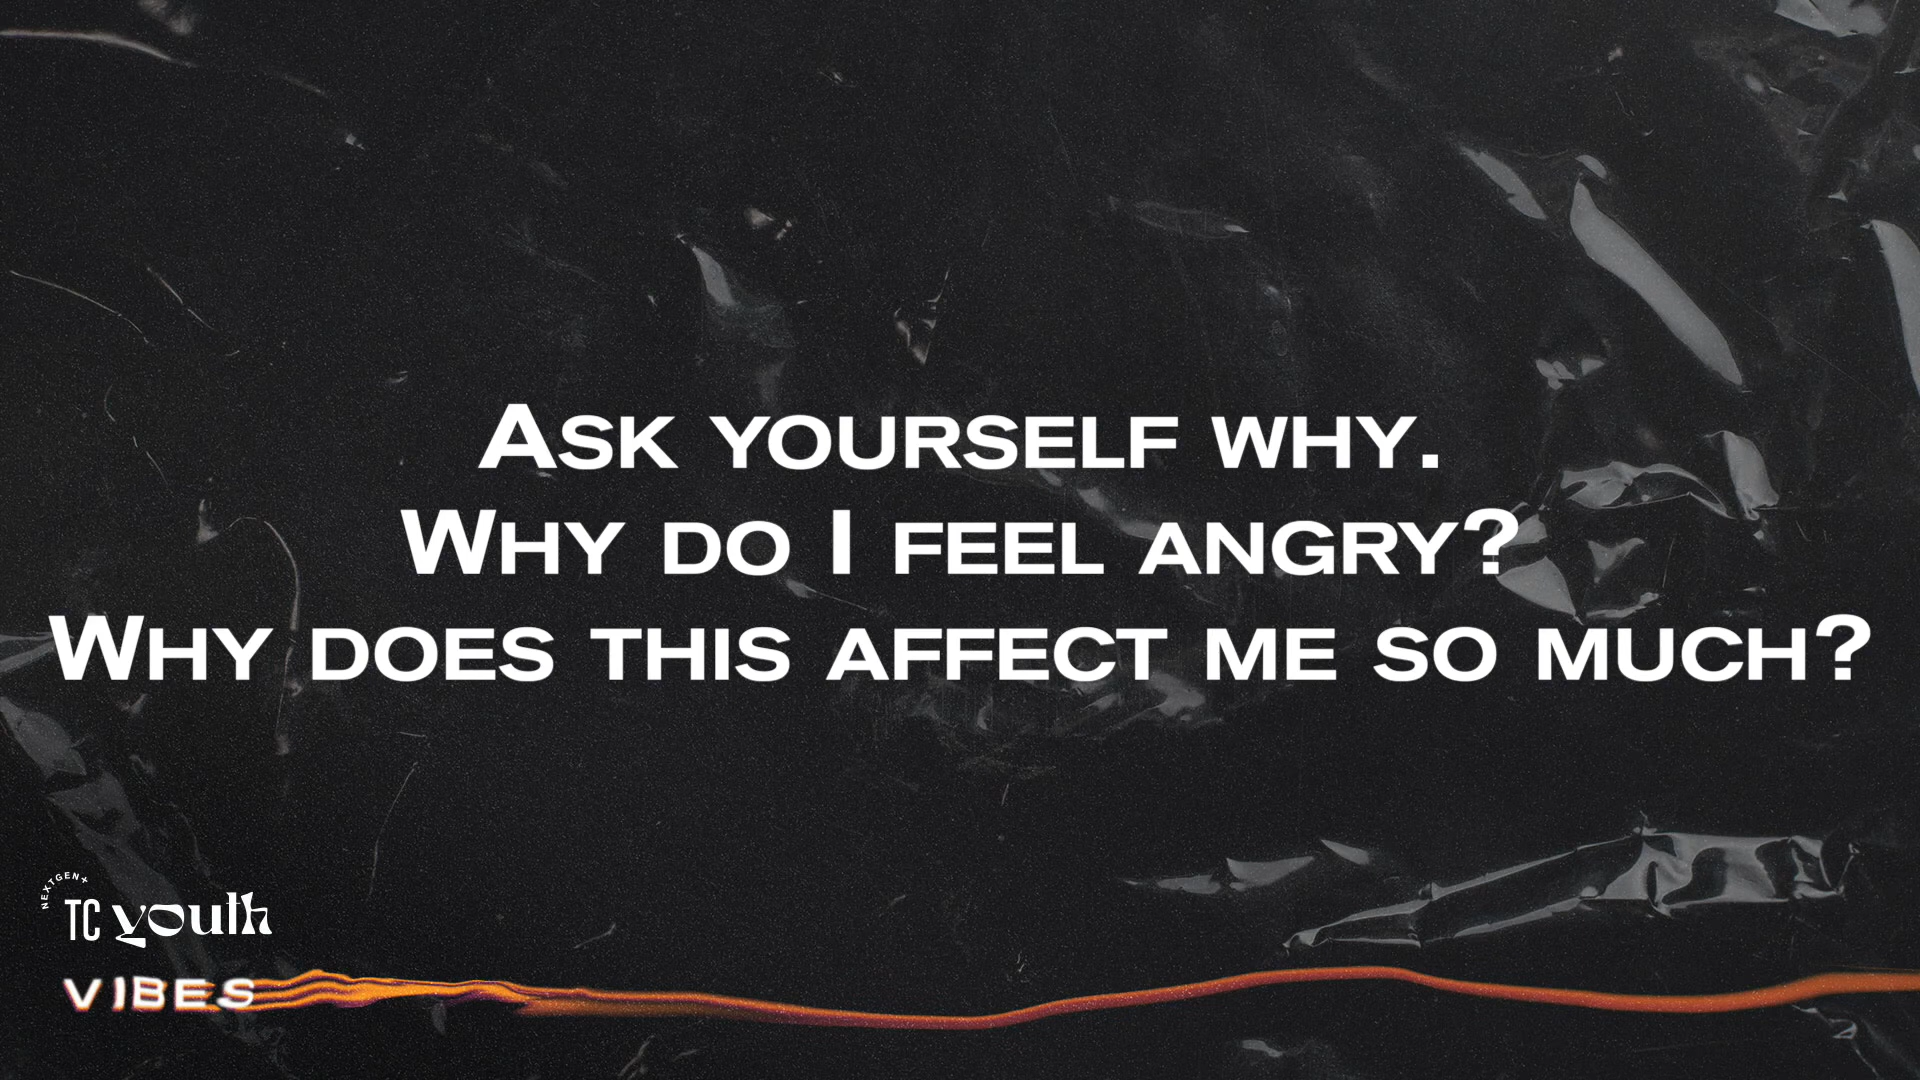 Ask yourself why.
Why do I feel angry?
Why does this affect me so much?
NEXTGEN+
TC youth
VIBES